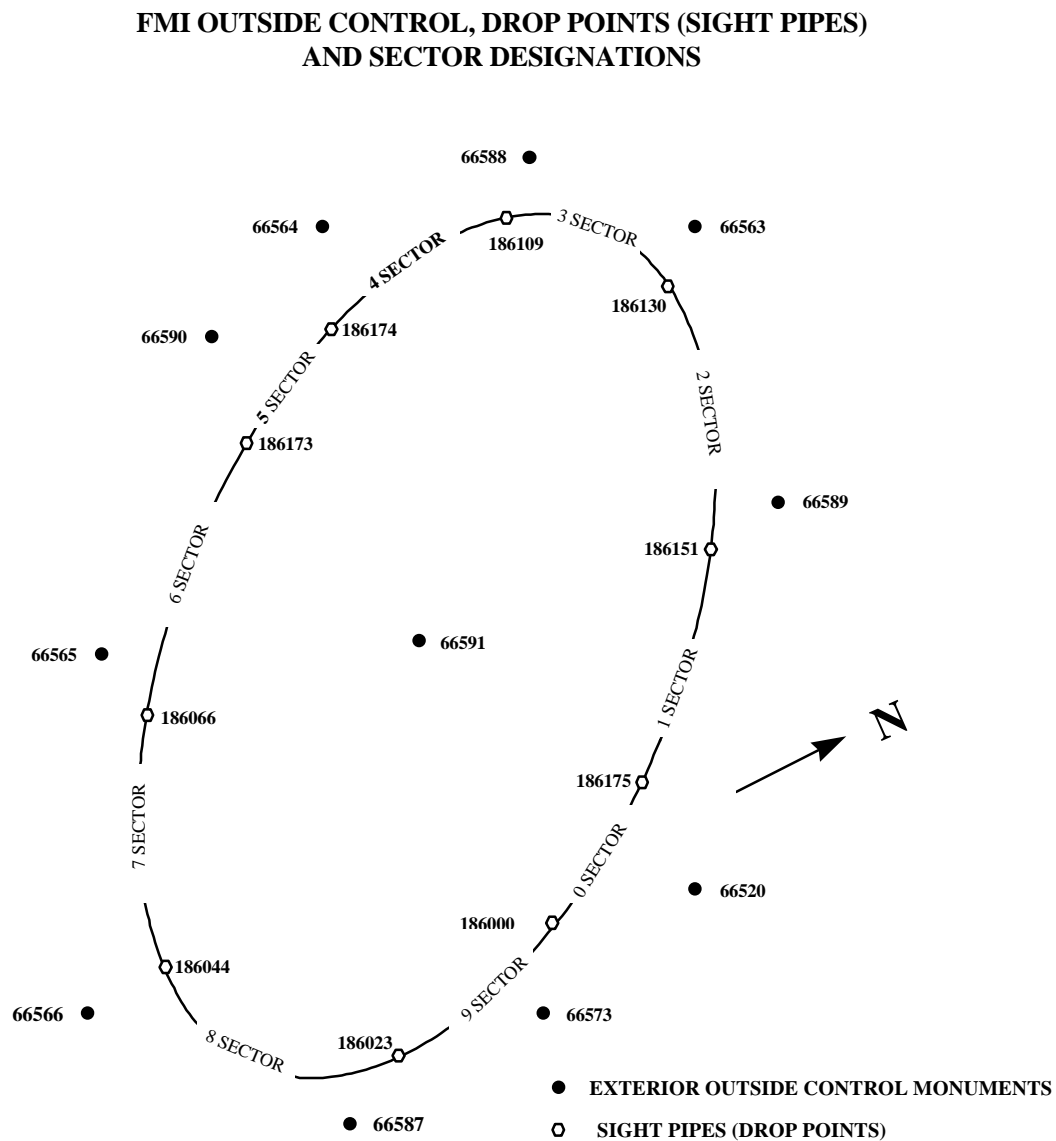 FMI OUTSIDE CONTROL, DROP POINTS (SIGHT PIPES)
AND SECTOR DESIGNATIONS
66588
66564
3 SECTOR
66563
186109
4 SECTOR
186130
186174
66590
5 SECTOR
2 SECTOR
186173
66589
186151
6 SECTOR
66591
66565
1 SECTOR
186066
N
186175
7 SECTOR
0 SECTOR
66520
186000
186044
9 SECTOR
66566
66573
8 SECTOR
186023
EXTERIOR OUTSIDE CONTROL MONUMENTS
66587
SIGHT PIPES (DROP POINTS)